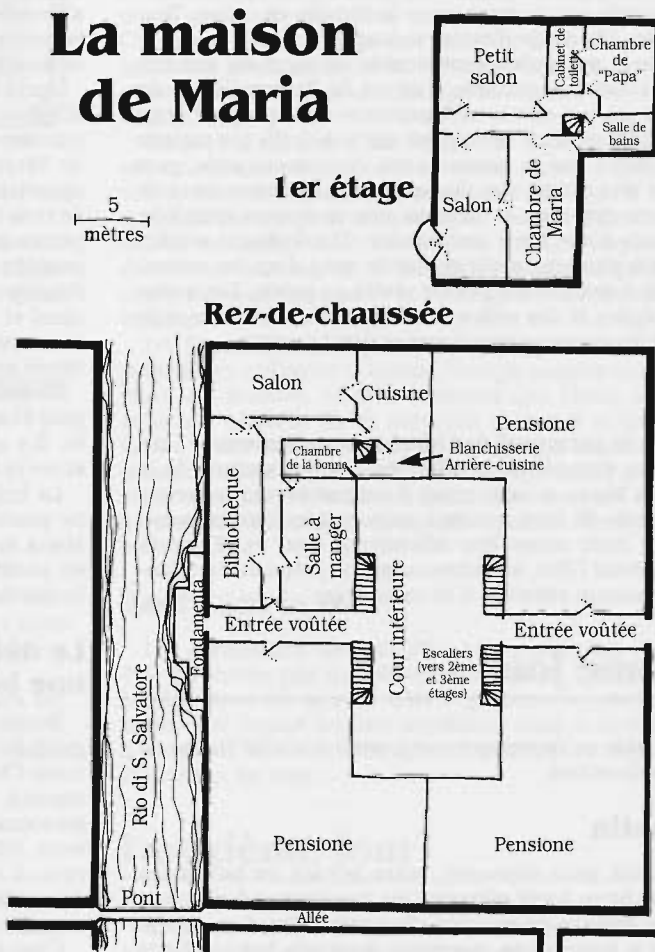 La maison
de Maria
Petit
salon
Cabinet de
toilette
Chambre
de
"Papa"
Salle de
bains
1er étage
Salon
Chambre de
Maria
5
mètres
Rez-de-chaussée
Salon
Cuisine
Pensione
Chambre
de la bonne
Blanchisserie
Arrière-cuisine
Bibliothèque
Salle à
manger
Fondamenta
Cour intérieure
Entrée voûtée
Entrée voûtée
Escaliers
(vers 2ème
et 3ème
étages)
Rio di S. Salvatore
Pensione
Pensione
Pont
Allée